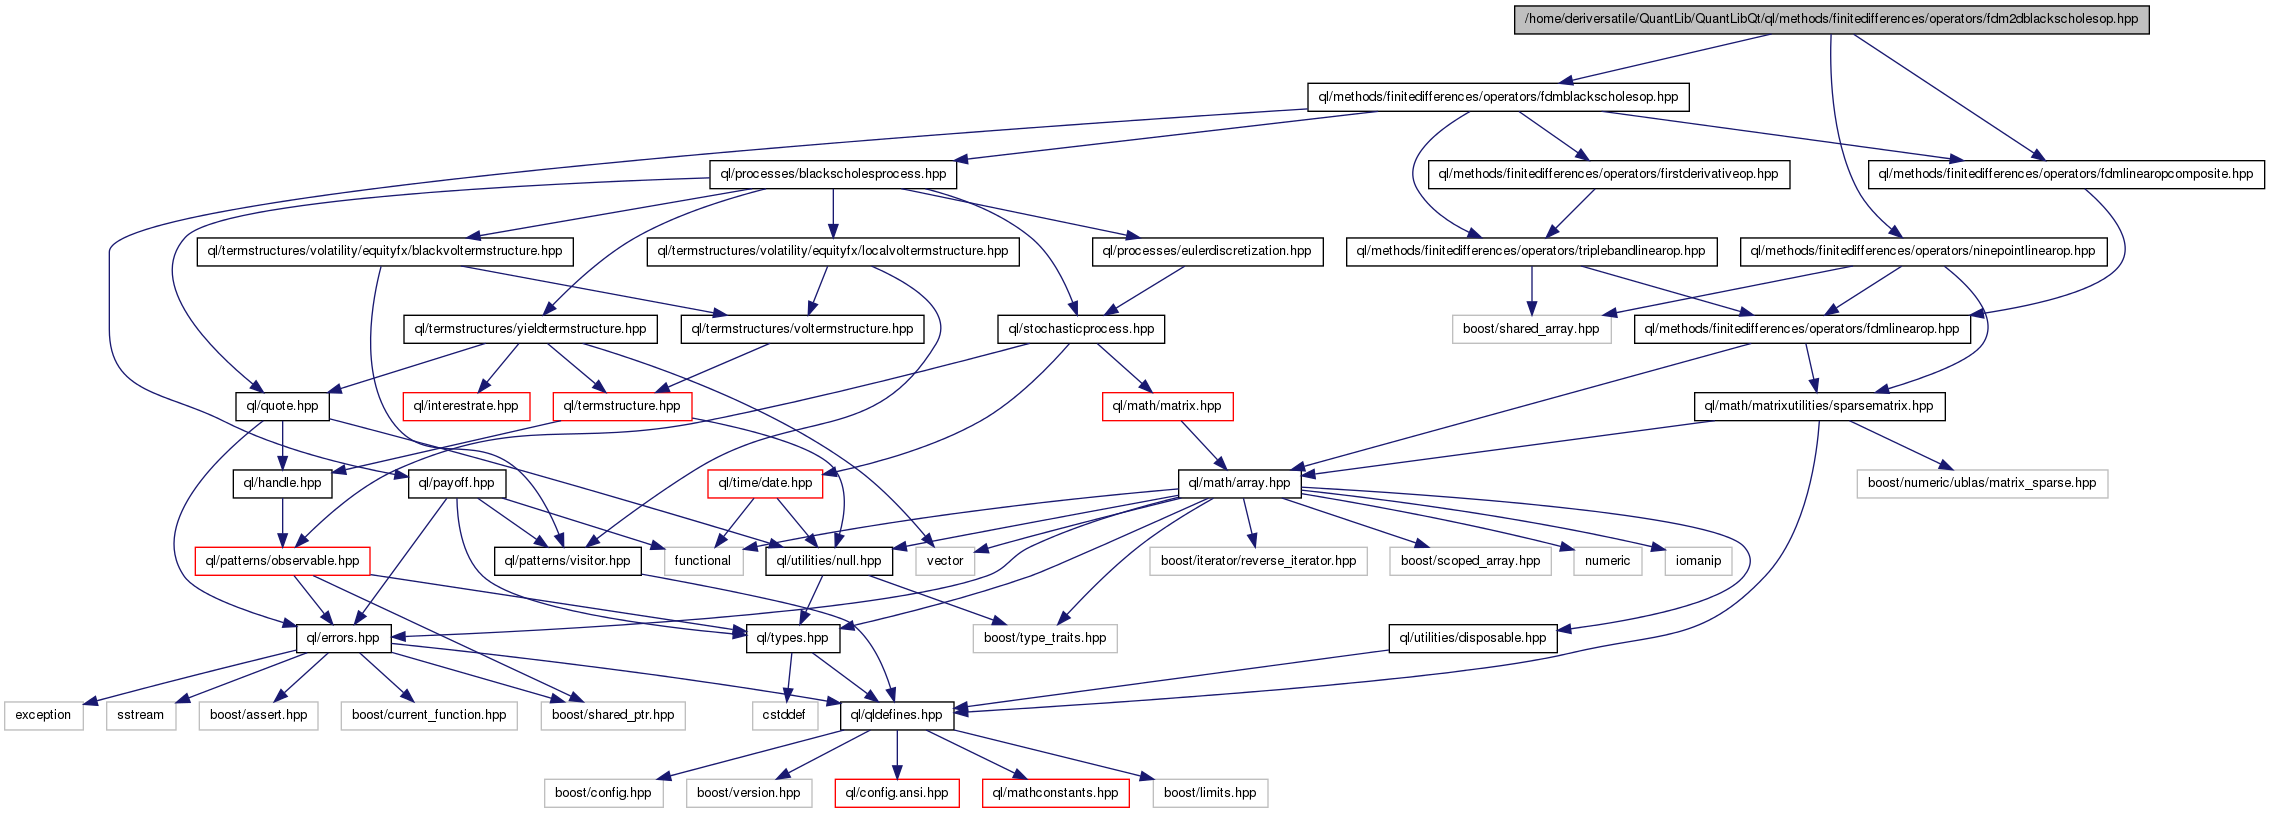 /home/deriversatile/QuantLib/QuantLibQt/ql/methods/finitedifferences/operators/fdm2dblackscholesop.hpp
ql/methods/finitedifferences/operators/fdmblackscholesop.hpp
ql/processes/blackscholesprocess.hpp
ql/methods/finitedifferences/operators/firstderivativeop.hpp
ql/methods/finitedifferences/operators/fdmlinearopcomposite.hpp
ql/termstructures/volatility/equityfx/blackvoltermstructure.hpp
ql/termstructures/volatility/equityfx/localvoltermstructure.hpp
ql/processes/eulerdiscretization.hpp
ql/methods/finitedifferences/operators/triplebandlinearop.hpp
ql/methods/finitedifferences/operators/ninepointlinearop.hpp
ql/termstructures/yieldtermstructure.hpp
ql/termstructures/voltermstructure.hpp
ql/stochasticprocess.hpp
boost/shared_array.hpp
ql/methods/finitedifferences/operators/fdmlinearop.hpp
ql/quote.hpp
ql/interestrate.hpp
ql/termstructure.hpp
ql/math/matrix.hpp
ql/math/matrixutilities/sparsematrix.hpp
ql/handle.hpp
ql/payoff.hpp
ql/time/date.hpp
ql/math/array.hpp
boost/numeric/ublas/matrix_sparse.hpp
ql/patterns/observable.hpp
ql/patterns/visitor.hpp
functional
ql/utilities/null.hpp
vector
boost/iterator/reverse_iterator.hpp
boost/scoped_array.hpp
numeric
iomanip
ql/errors.hpp
ql/types.hpp
boost/type_traits.hpp
ql/utilities/disposable.hpp
exception
sstream
boost/assert.hpp
boost/current_function.hpp
boost/shared_ptr.hpp
cstddef
ql/qldefines.hpp
boost/config.hpp
boost/version.hpp
ql/config.ansi.hpp
ql/mathconstants.hpp
boost/limits.hpp